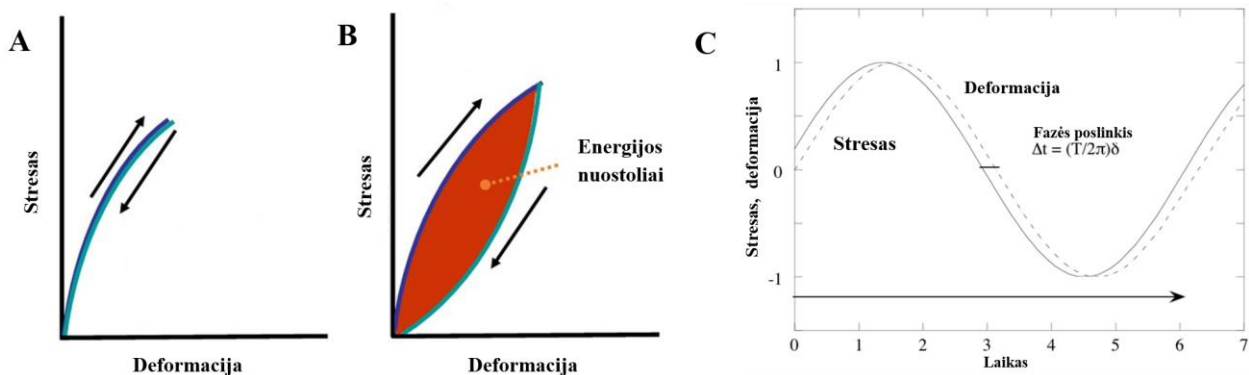 A
Stresas
Deformacija
B
Stresas
Energijos
nuostoliai
Deformacija
C
Stresas, deformacija
1
0
-1
Deformacija
Fazės poslinkis
Δt = (T/2π)δ
Stresas
0 1 2 3 4 5 6 7
Laikas